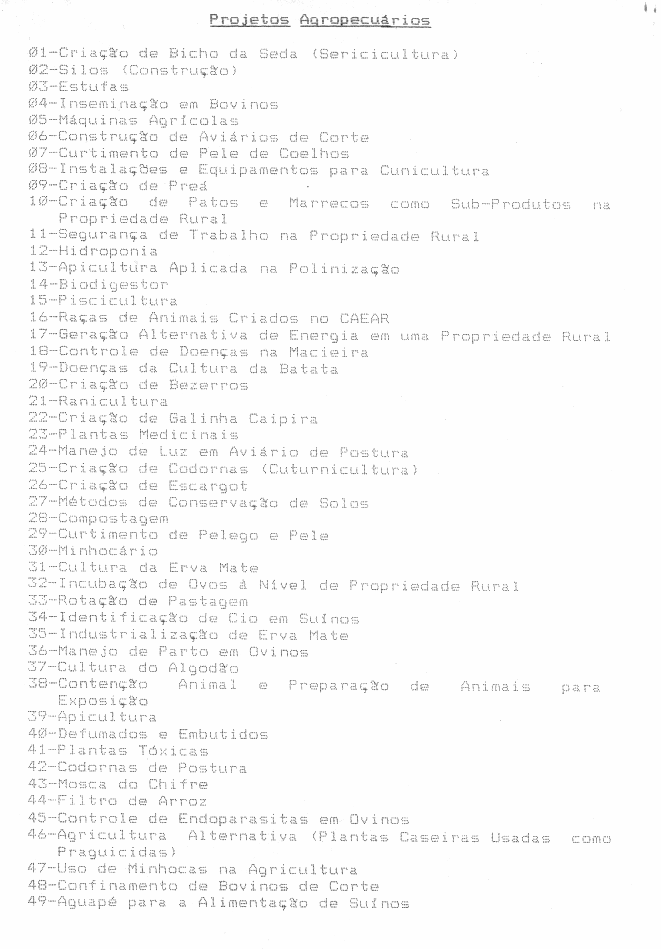 Projetos Agropecuários
01-Criação de Bicho da Seda (Sericicultura)
02-Silos (Construção)
03-Estufas
04-Inseminação em Bovinos
05-Máquinas Agrícolas
06-Construção de Aviários de Corte
07-Curtimento de Pele de Coelhos
08-Instalações e Equipamentos para Cunicultura
09-Criação de Preá
10-Criação de Patos e Marrecos como Sub-Produtos na
Propriedade Rural
11-Segurança de Trabalho na Propriedade Rural
12-Hidroponia
13-Apicultura Aplicada na Polinização
14-Biodigestor
15-Piscicultura
16-Raças de Animais Criados no CAEAR
17-Geração Alternativa de Energia em uma Propriedade Rural
18-Controle de Doenças na Macieira
19-Doenças da Cultura da Batata
20-Criação de Bezerros
21-Ranicultura
22-Criação de Galinha Caipira
23-Plantas Medicinais
24-Manejo de Luz em Aviário de Postura
25-Criação de Codornas (Cuturnicultura)
26-Criação de Escargot
27-Métodos de Conservação de Solos
28-Compostagem
29-Curtimento de Pelego e Pele
30-Minhocário
31-Cultura da Erva Mate
32-Incubação de Ovos à Nível de Propriedade Rural
33-Rotação de Pastagem
34-Identificação de Cio em Suínos
35-Industrialização de Erva Mate
36-Manejo de Parto em Ovinos
37-Cultura do Algodão
38-Contenção Animal e Preparação de Animais para
Exposição
39-Apicultura
40-Defumados e Embutidos
41-Plantas Tóxicas
42-Codornas de Postura
43-Mosca do Chifre
44-Filtro de Arroz
45-Controle de Endoparasitas em Ovinos
46-Agricultura Alternativa (Plantas Caseiras Usadas como
Praguicidas)
47-Uso de Minhocas na Agricultura
48-Confinamento de Bovinos de Corte
49-Aguapé para a Alimentação de Suínos